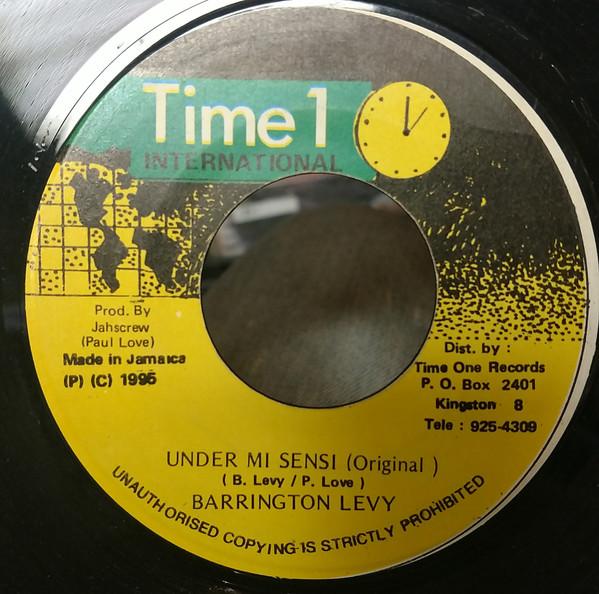 Time 1
INTERNATIONAL
Prod. By
Jahscrew
(Paul Love)
Made in Jamaica
(P) (C) 1995
Dist. by :
Time One Records
P. O. Box 2401
Kingston 8
Tele : 925-4309
UNDER MI SENSI (Original )
( B. Levy / P. Love )
BARRINGTON LEVY
UNAUTHORISED COPYING IS STRICTLY PROHIBITED